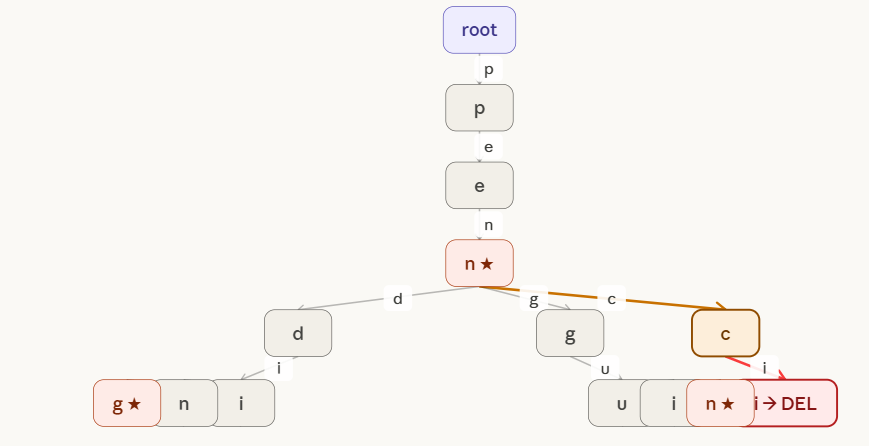 root
p
p
e
e
n
n ★
d g c
d g c
i u i
g ★ n i u i n ★ i → DEL